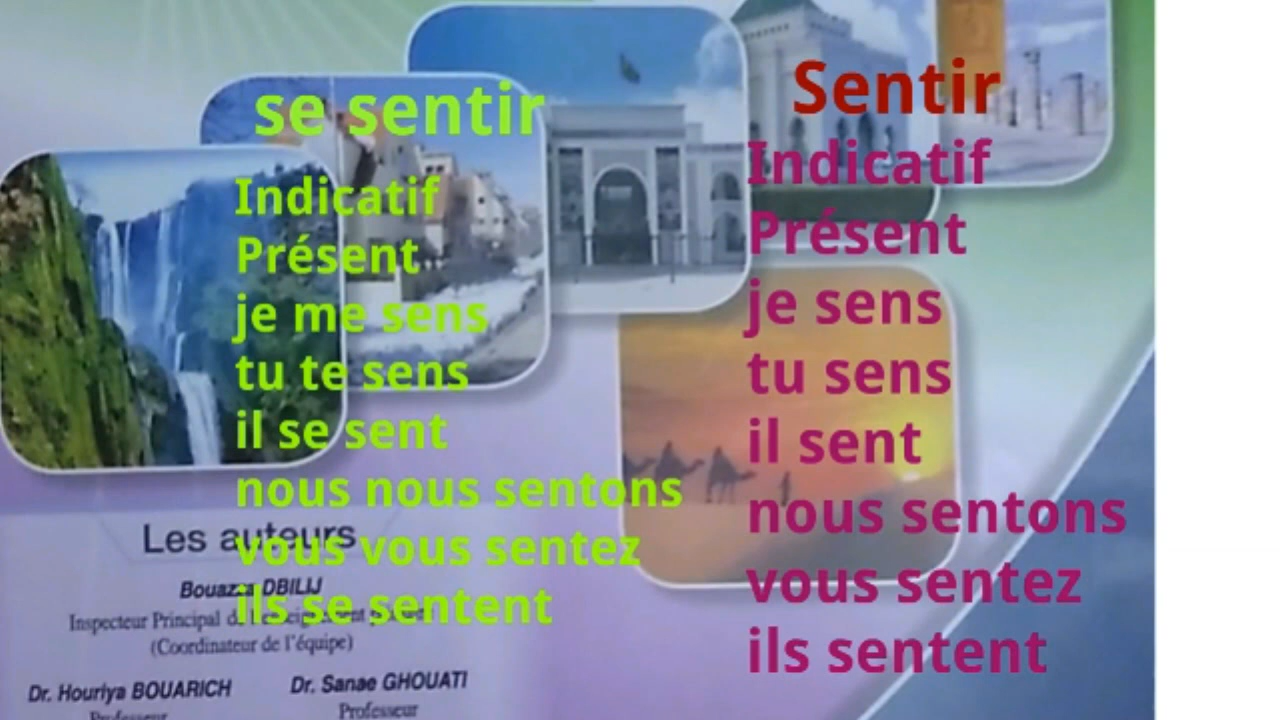 se sentir
Indicatif
Présent
je me sens
tu te sens
il se sent
nous nous sentons
vous vous sentez
ils se sentent
Sentir
Indicatif
Présent
je sens
tu sens
il sent
nous sentons
vous sentez
ils sentent
Les auteurs
Bouazza DBILIJ
Inspecteur Principal de
(Coordinateur de l'équipe)
Dr. Houriya BOUARICH
Dr. Sanae GHOUATI
Professeur
Professeur